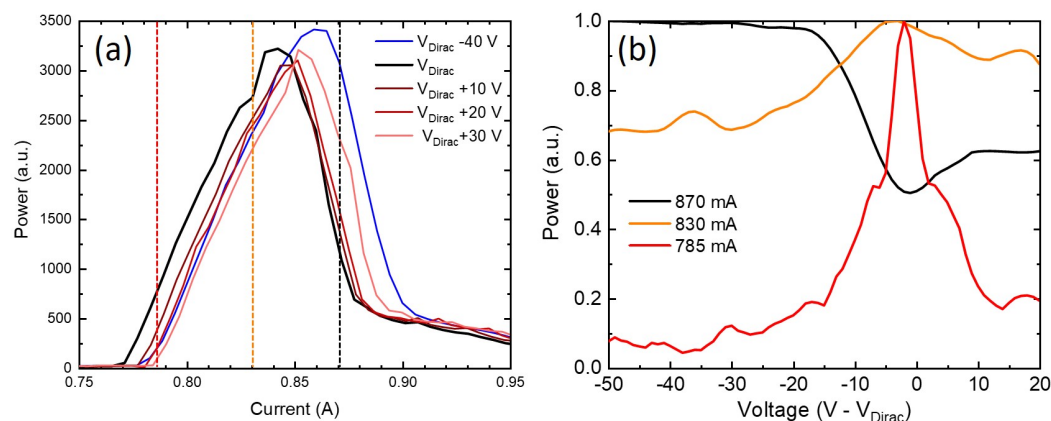 (a)
V_Dirac -40 V
V_Dirac
V_Dirac +10 V
V_Dirac +20 V
V_Dirac+30 V
Power (a.u.)
3500
3000
2500
2000
1500
1000
500
0
0.75
0.80
0.85
0.90
0.95
Current (A)
(b)
870 mA
830 mA
785 mA
Power (a.u.)
1.0
0.8
0.6
0.4
0.2
0.0
-50
-40
-30
-20
-10
0
10
20
Voltage (V - V_Dirac)